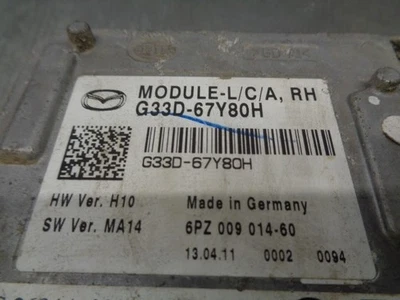 MODULE-L/C/A, RH
G33D-67Y80H
G33D-67Y80H
HW Ver. H10 Made in Germany
SW Ver. MA14 6PZ 009 014-60
13.04.11 0002 0094